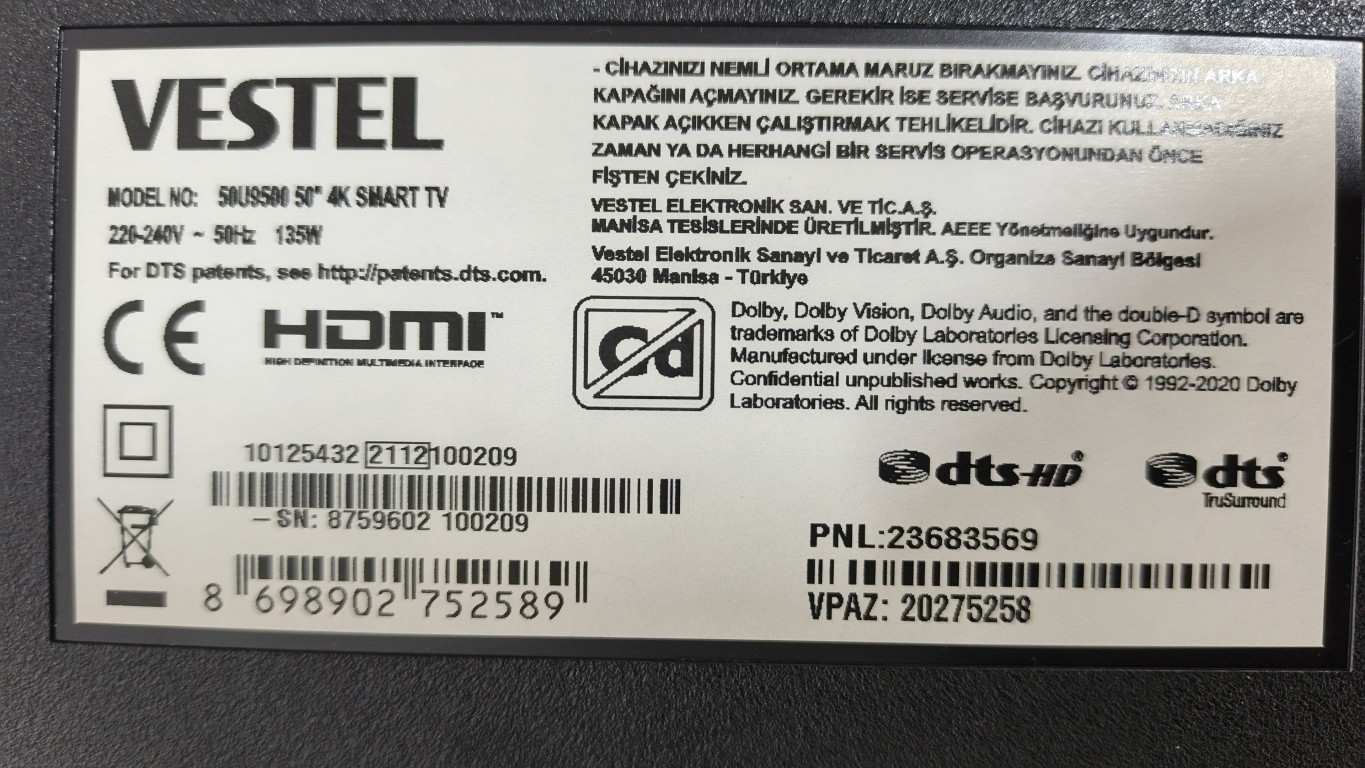 VESTEL
MODEL NO: 50U9500 50" 4K SMART TV
220-240V ~ 50Hz 135W
For DTS patents, see http://patents.dts.com.
CE
HDMI™
HIGH DEFINITION MULTIMEDIA INTERFACE
- CİHAZINIZI NEMLİ ORTAMA MARUZ BIRAKMAYINIZ. CİHAZINIZIN ARKA
KAPAĞINI AÇMAYINIZ. GEREKİR İSE SERVİSE BAŞVURUNUZ. ARKA
KAPAK AÇIKKEN ÇALIŞTIRMAK TEHLİKELİDİR. CİHAZI KULLANMADIĞINIZ
ZAMAN YA DA HERHANGİ BİR SERVİS OPERASYONUNDAN ÖNCE
FİŞTEN ÇEKİNİZ.
VESTEL ELEKTRONİK SAN. VE TİC.A.Ş.
MANİSA TESİSLERİNDE ÜRETİLMİŞTİR. AEEE Yönetmeliğine Uygundur.
Vestel Elektronik Sanayi ve Ticaret A.Ş. Organize Sanayi Bölgesi
45030 Manisa - Türkiye
Cd
Dolby, Dolby Vision, Dolby Audio, and the double-D symbol are
trademarks of Dolby Laboratories Licensing Corporation.
Manufactured under license from Dolby Laboratories.
Confidential unpublished works. Copyright © 1992-2020 Dolby
Laboratories. All rights reserved.
10125432 2112100209
-SN: 8759602 100209
8 698902 752589
dts-HD®
dts®
TruSurround
PNL:23683569
VPAZ: 20275258